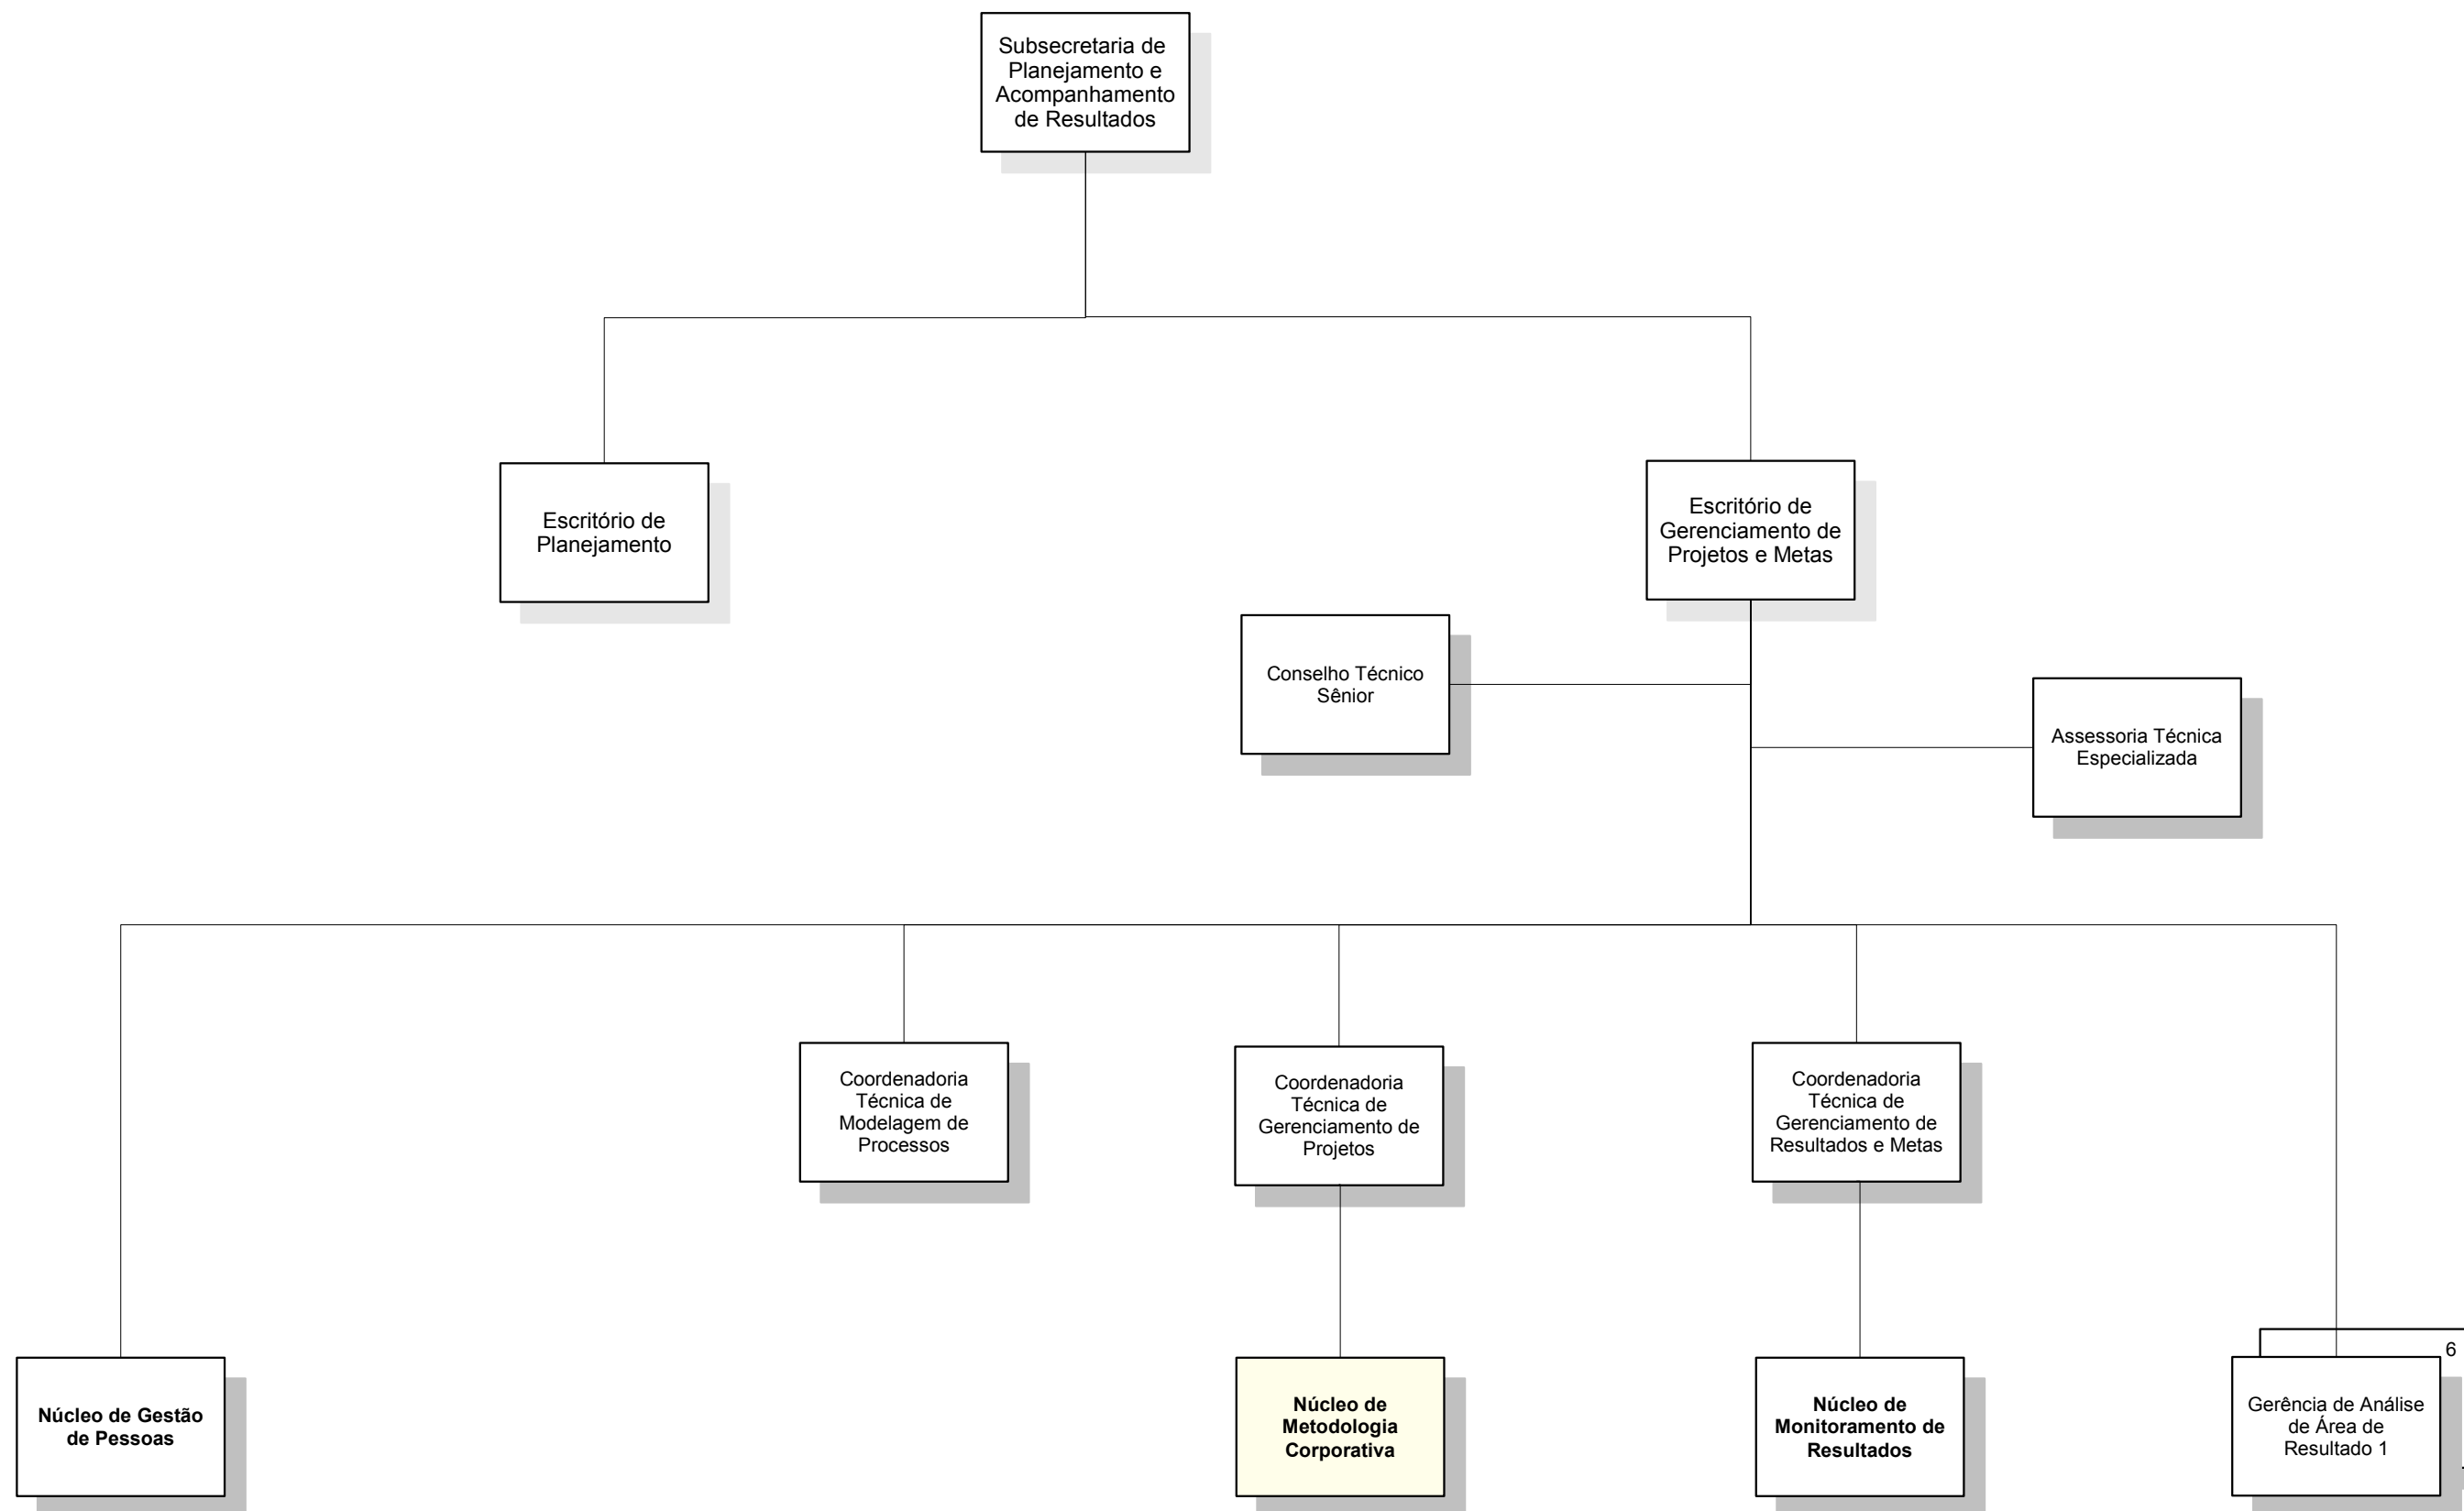 Subsecretaria de
Planejamento e
Acompanhamento
de Resultados
Escritório de
Planejamento
Escritório de
Gerenciamento de
Projetos e Metas
Conselho Técnico
Sênior
Assessoria Técnica
Especializada
Coordenadoria
Técnica de
Modelagem de
Processos
Coordenadoria
Técnica de
Gerenciamento de
Projetos
Coordenadoria
Técnica de
Gerenciamento de
Resultados e Metas
Núcleo de Gestão
de Pessoas
Núcleo de
Metodologia
Corporativa
Núcleo de
Monitoramento de
Resultados
6
Gerência de Análise
de Área de
Resultado 1